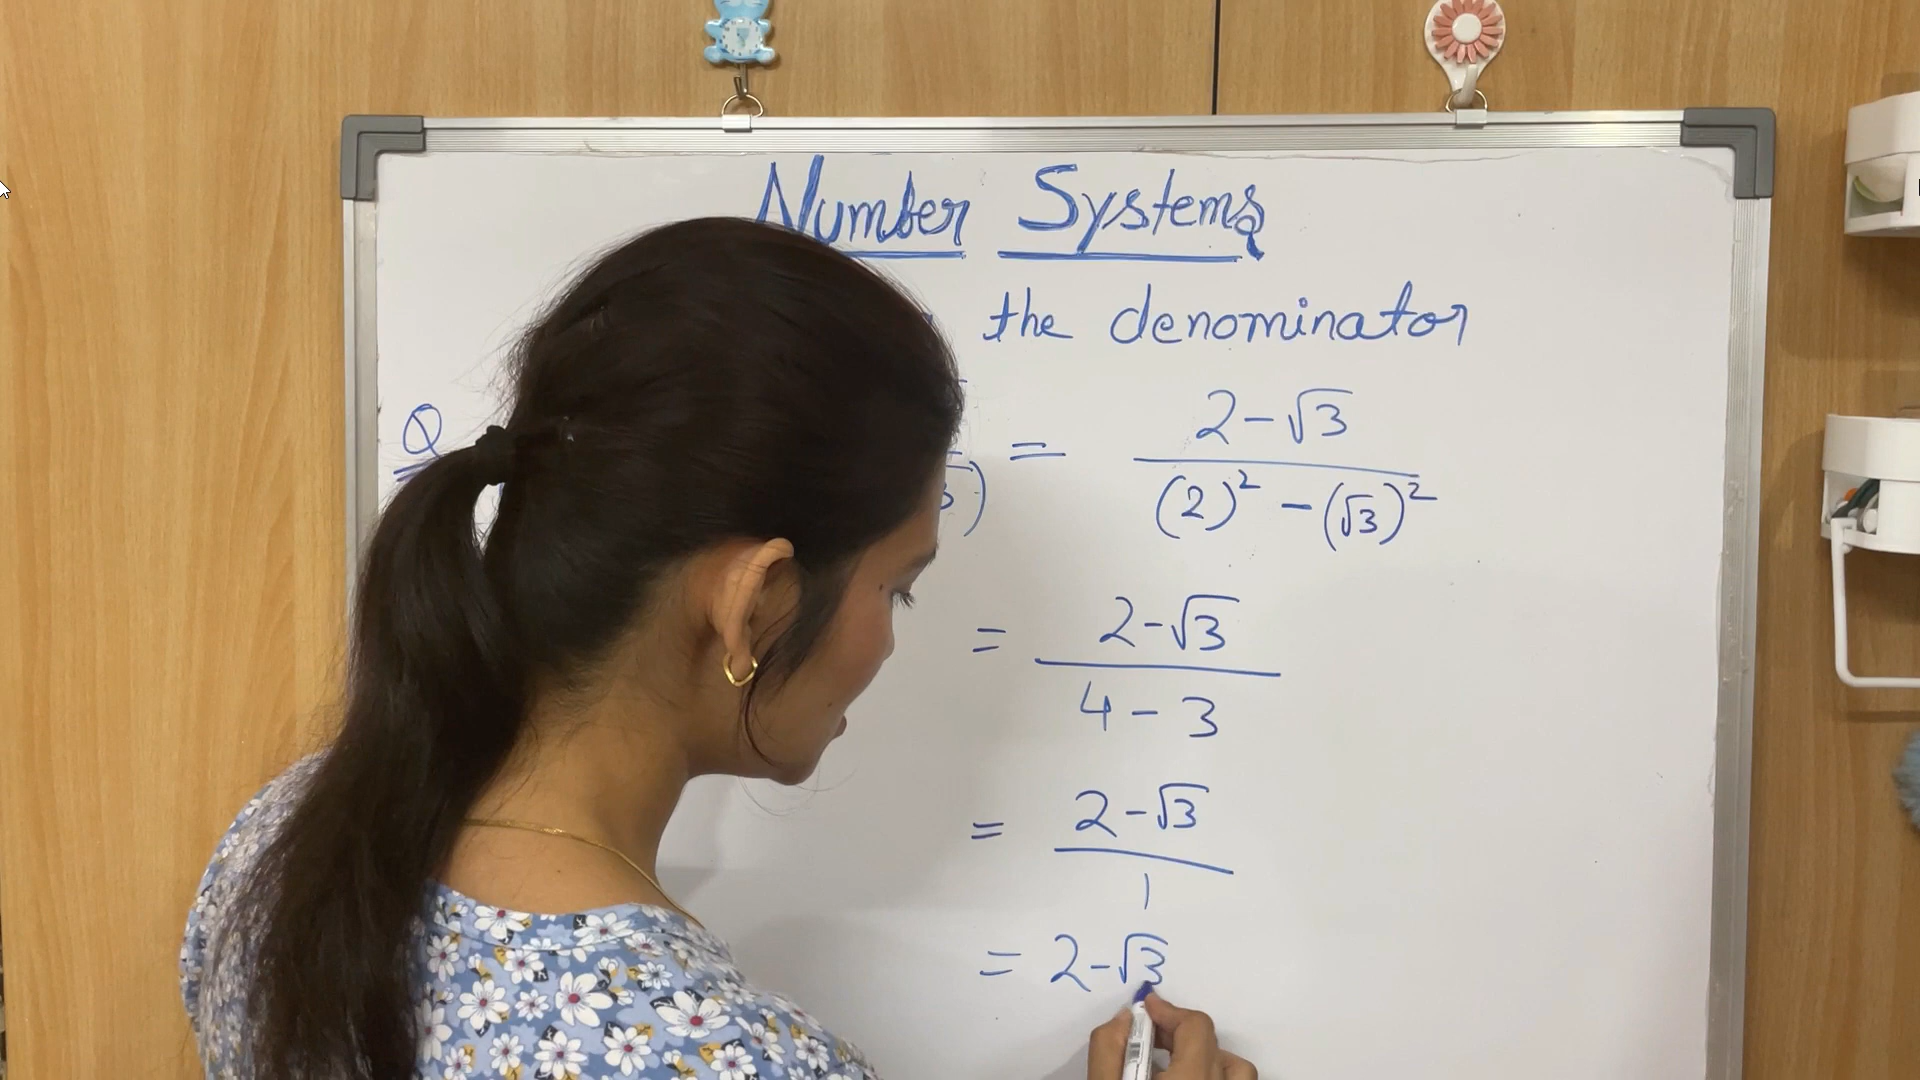 Number Systems
the denominator
Q 3) = 2-√3 / (2)² - (√3)²
= 2-√3 / 4 - 3
= 2-√3 / 1
= 2-√3